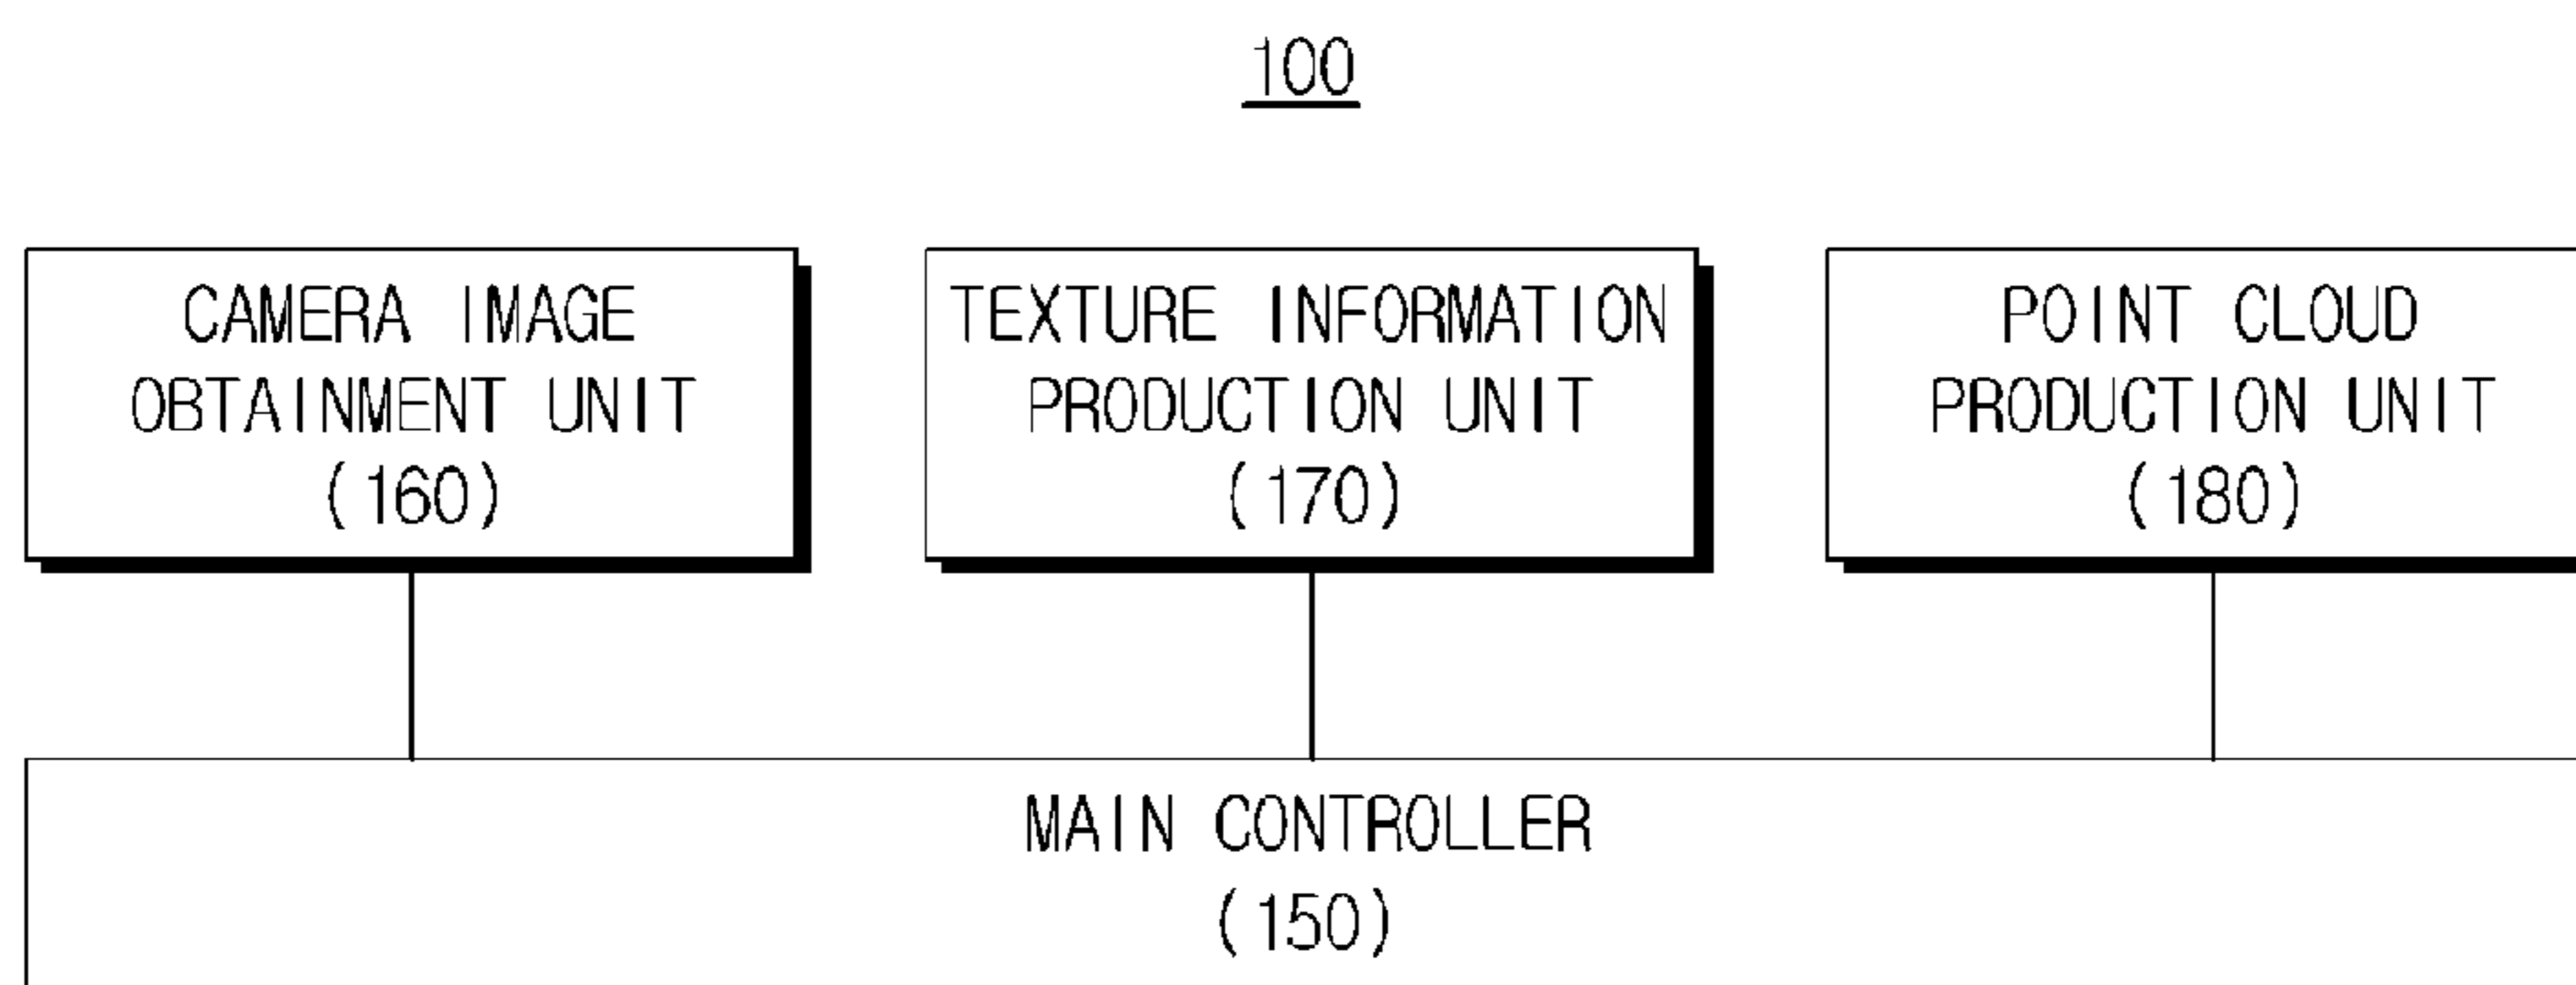 100
CAMERA IMAGE
OBTAINMENT UNIT
(160)
TEXTURE INFORMATION
PRODUCTION UNIT
(170)
POINT CLOUD
PRODUCTION UNIT
(180)
MAIN CONTROLLER
(150)